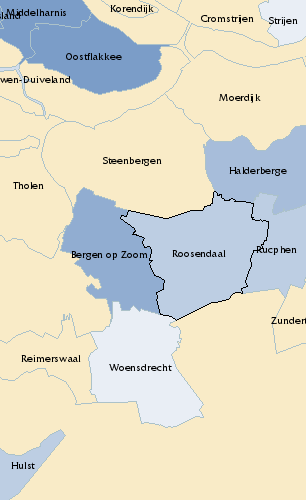 Middelharnis
Korendijk
Cromstrijen
Strijen
land
Oostflakkee
wen-Duiveland
Moerdijk
Steenbergen
Halderberge
Tholen
Bergen op Zoom
Roosendaal
Rucphen
Zundert
Reimerswaal
Woensdrecht
Hulst